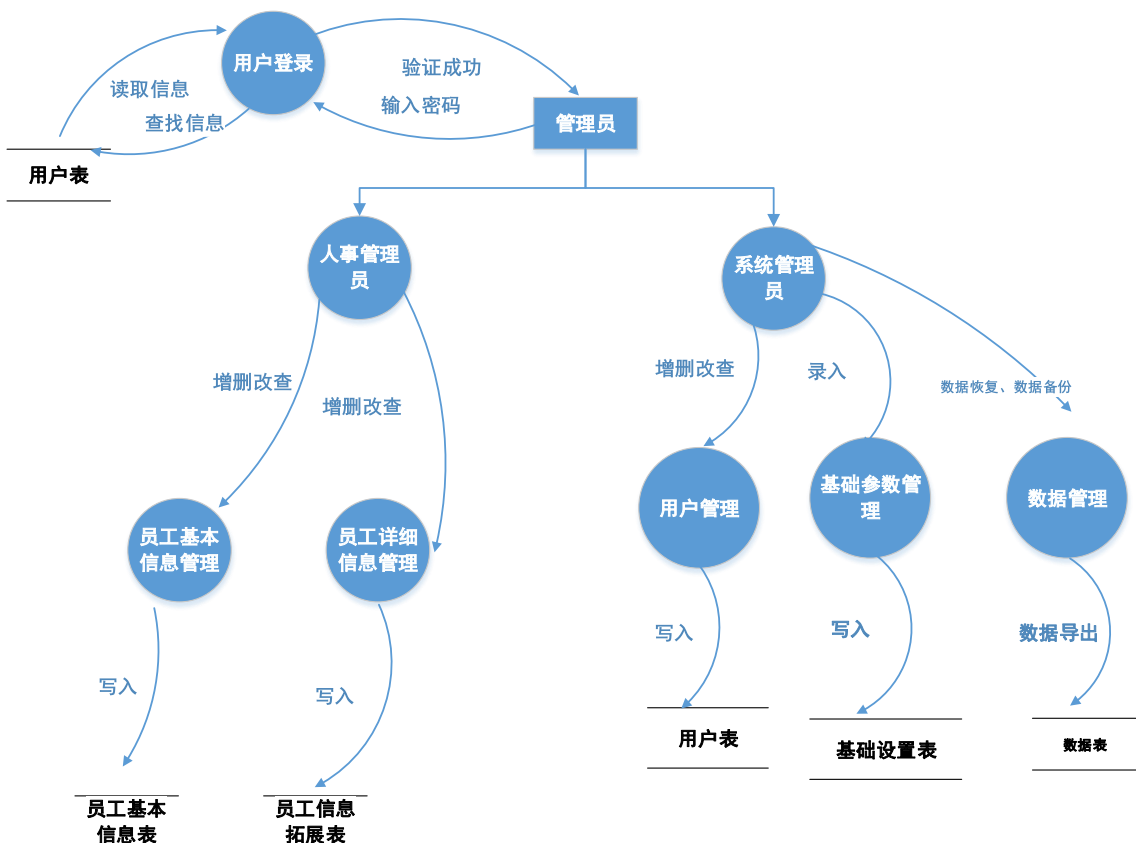 用户登录
验证成功
读取信息
输入密码
查找信息
管理员
用户表
人事管理
员
系统管理
员
增删改查
录入
增删改查
数据恢复、数据备份
增删改查
用户管理
基础参数管
理
数据管理
员工基本
信息管理
员工详细
信息管理
写入
写入
数据导出
写入
写入
用户表
基础设置表
数据表
员工基本
信息表
员工信息
拓展表